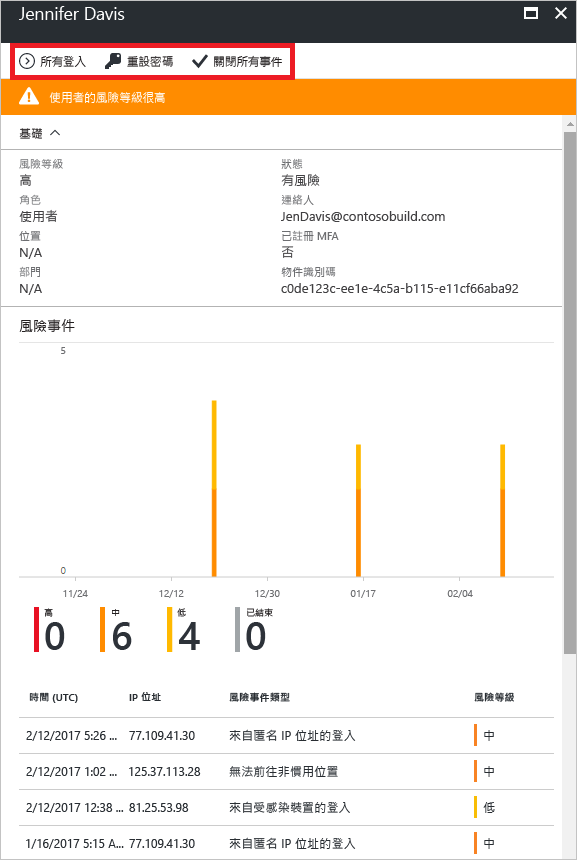 Jennifer Davis
所有登入 重設密碼 關閉所有事件
使用者的風險等級很高
基礎
風險等級 狀態
高 有風險
角色 連絡人
使用者 JenDavis@contosobuild.com
位置 已註冊 MFA
N/A 否
部門 物件識別碼
N/A c0de123c-ee1e-4c5a-b115-e11cf66aba92
風險事件
5
0
11/24 12/12 12/30 01/17 02/04
高 中 低 已結束
0 6 4 0
時間 (UTC) IP 位址 風險事件類型 風險等級
2/12/2017 5:26 ... 77.109.41.30 來自匿名 IP 位址的登入 中
2/12/2017 1:02 ... 125.37.113.28 無法前往非慣用位置 中
2/12/2017 12:38 ... 81.25.53.98 來自受感染裝置的登入 低
1/16/2017 5:15 A... 77.109.41.30 來自匿名 IP 位址的登入 中